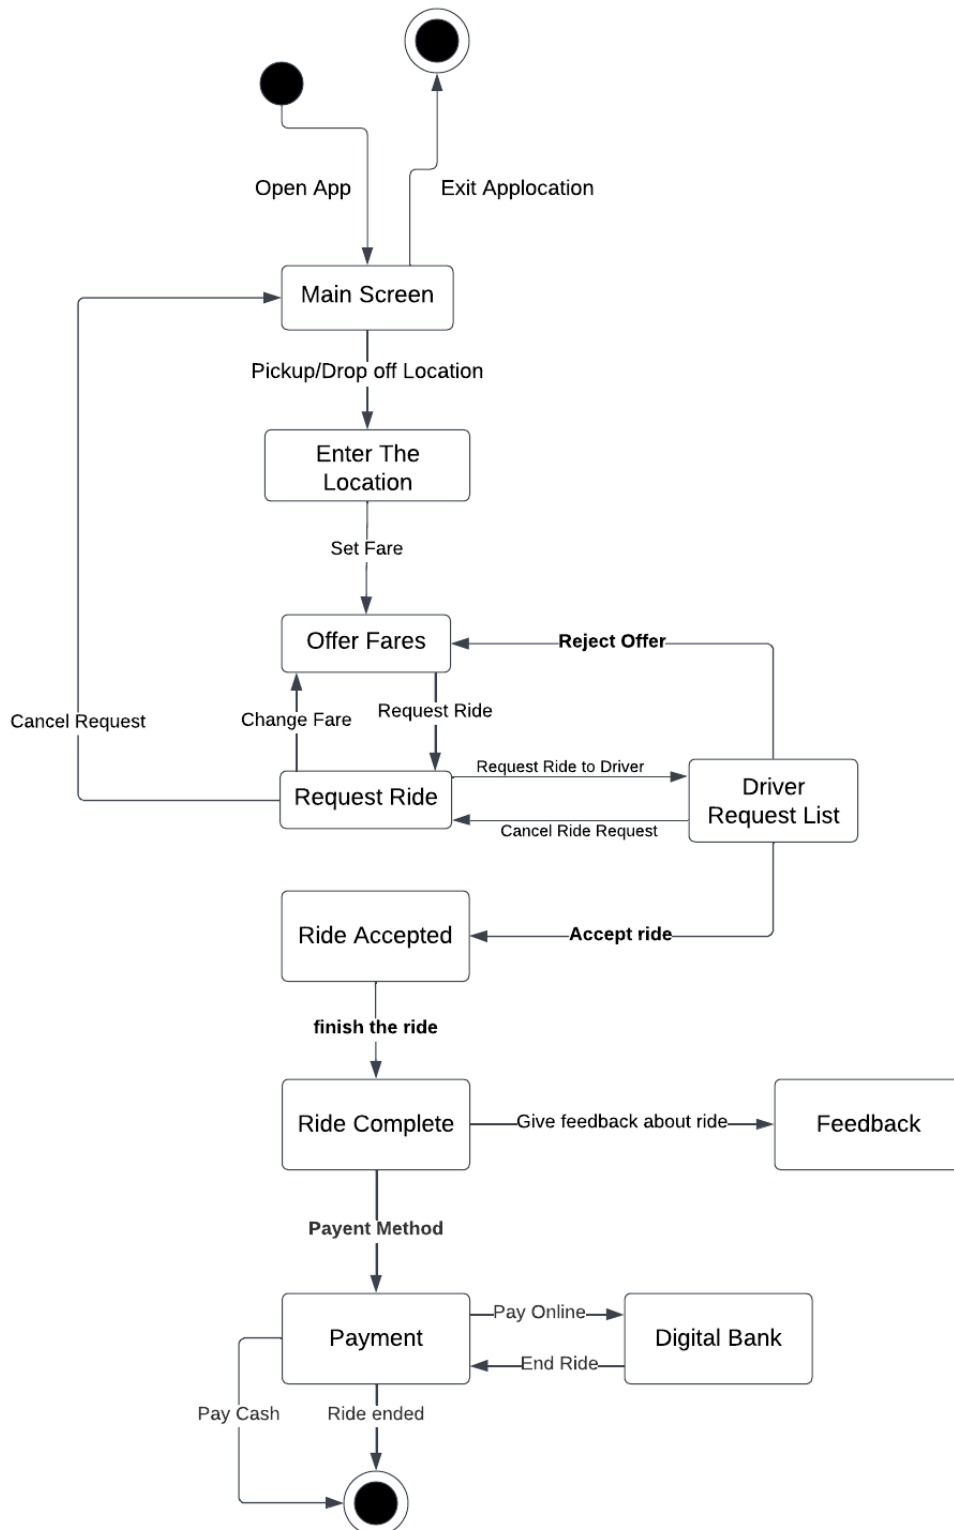 Open App
Exit Applocation
Main Screen
Pickup/Drop off Location
Enter The
Location
Set Fare
Offer Fares
Reject Offer
Cancel Request
Change Fare
Request Ride
Request Ride
Request Ride to Driver
Cancel Ride Request
Driver
Request List
Ride Accepted
Accept ride
finish the ride
Ride Complete
Give feedback about ride
Feedback
Payent Method
Payment
Pay Online
End Ride
Digital Bank
Pay Cash
Ride ended